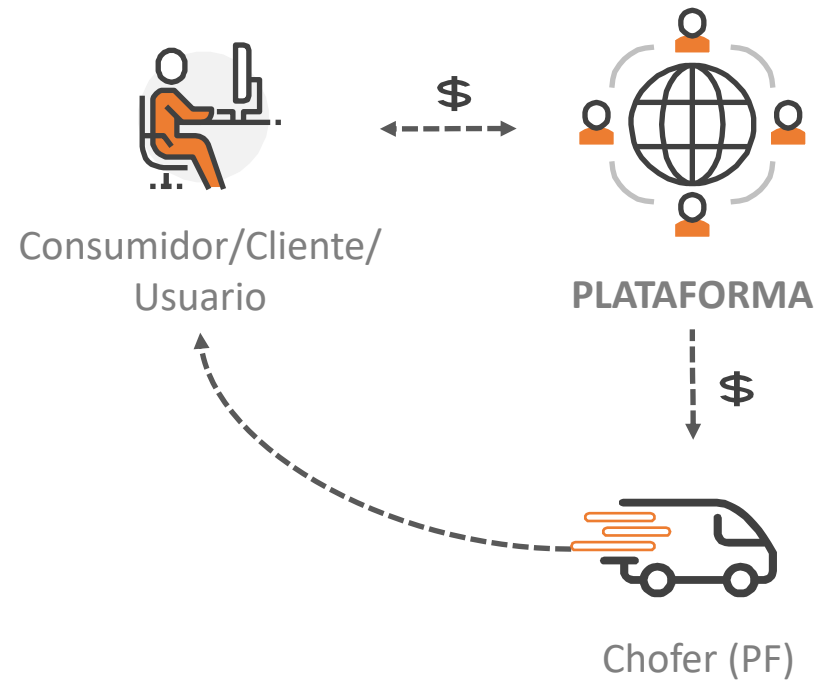 $
Consumidor/Cliente/
Usuario
PLATAFORMA
$
Chofer (PF)